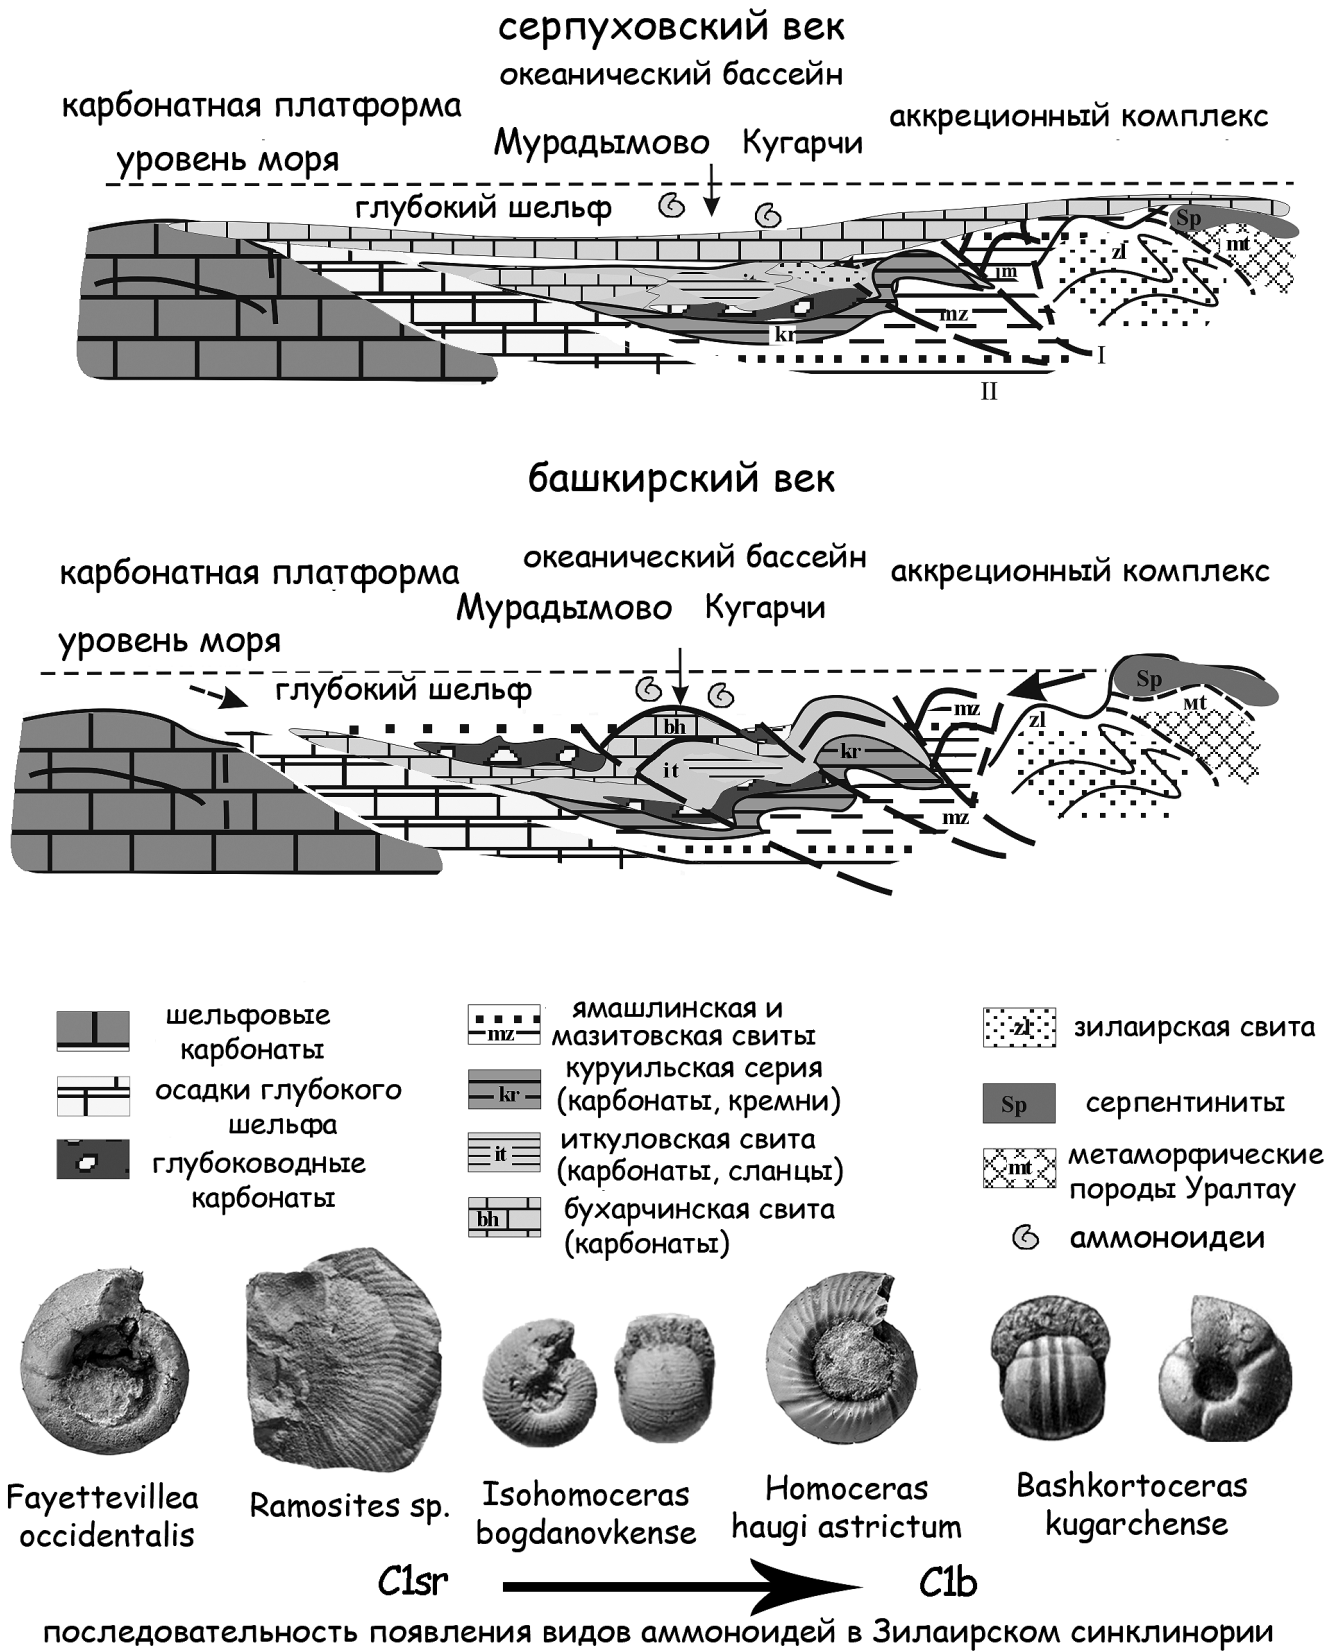 серпуховский век
океанический бассейн
карбонатная платформа
аккреционный комплекс
Мурадымово Кугарчи
уровень моря
глубокий шельф
Sp
zl
mt
jm
mz
kr
I
II
башкирский век
океанический бассейн
карбонатная платформа
аккреционный комплекс
Мурадымово Кугарчи
уровень моря
глубокий шельф
Sp
mz
zl
мt
bh
kr
it
mz
шельфовые
карбонаты
осадки глубокого
шельфа
глубоководные
карбонаты
mz
ямашлинская и
мазитовская свиты
kr
куруильская серия
(карбонаты, кремни)
it
иткуловская свита
(карбонаты, сланцы)
bh
бухарчинская свита
(карбонаты)
zl
зилаирская свита
Sp
серпентиниты
mt
метаморфические
породы Уралтау
аммоноидеи
Fayettevillea
occidentalis
Ramosites sp.
Isohomoceras
bogdanovkense
Homoceras
haugi astrictum
Bashkortoceras
kugarchense
C1sr
C1b
последовательность появления видов аммоноидей в Зилаирском синклинории